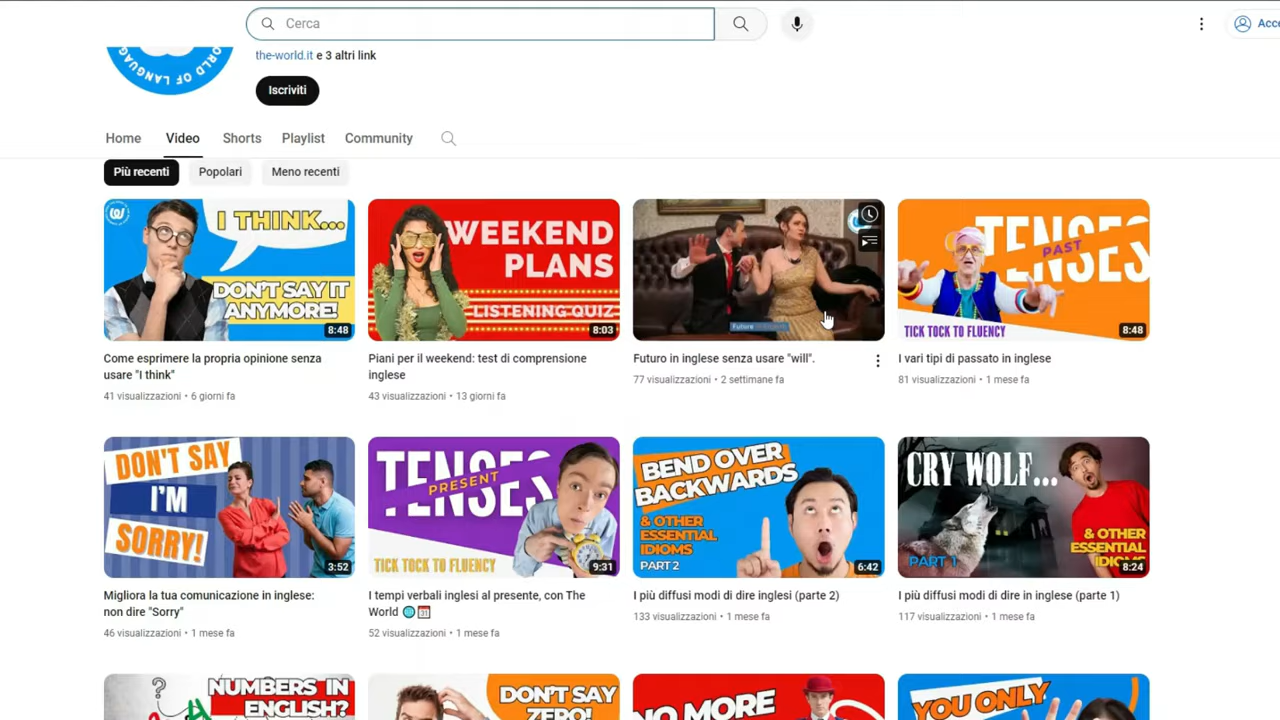 Cerca
Acce
WORLD OF LANGUAG
the-world.it e 3 altri link
Iscriviti
Home
Video
Shorts
Playlist
Community
Più recenti
Popolari
Meno recenti
I THINK...
DON'T SAY IT
ANYMORE!
8:48
WEEKEND
PLANS
LISTENING QUIZ
8:03
Future
TENSES
PAST
TICK TOCK TO FLUENCY
8:48
Come esprimere la propria opinione senza
usare "I think"
41 visualizzazioni • 6 giorni fa
Piani per il weekend: test di comprensione
inglese
43 visualizzazioni • 13 giorni fa
Futuro in inglese senza usare "will".
77 visualizzazioni • 2 settimane fa
I vari tipi di passato in inglese
81 visualizzazioni • 1 mese fa
DON'T SAY
I'M
SORRY!
3:52
TENSES
PRESENT
TICK TOCK TO FLUENCY
9:31
BEND OVER
BACKWARDS
& OTHER
ESSENTIAL
IDIOMS
PART 2
6:42
CRY WOLF...
PART 1
& OTHER
ESSENTIAL
IDIOMS
8:24
Migliora la tua comunicazione in inglese:
non dire "Sorry"
46 visualizzazioni • 1 mese fa
I tempi verbali inglesi al presente, con The
World 🌐📅
52 visualizzazioni • 1 mese fa
I più diffusi modi di dire inglesi (parte 2)
133 visualizzazioni • 1 mese fa
I più diffusi modi di dire in inglese (parte 1)
117 visualizzazioni • 1 mese fa
NUMBERS IN
ENGLISH?
DON'T SAY
ZERO!
NO MORE
YOU ONLY